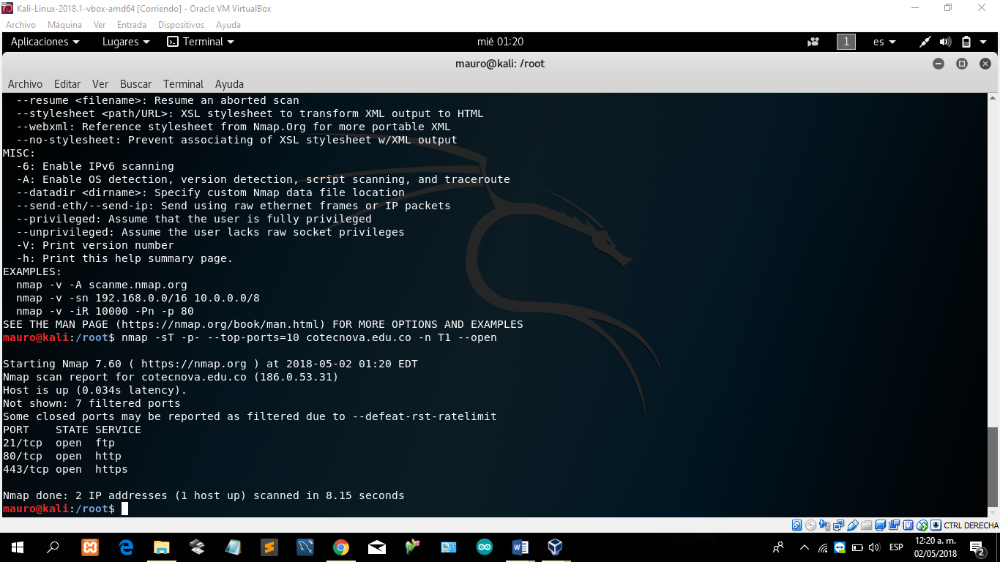 Kali-Linux-2018.1-vbox-amd64 [Corriendo] - Oracle VM VirtualBox
Archivo Máquina Ver Entrada Dispositivos Ayuda
Aplicaciones Lugares Terminal mié 01:20 1 es
mauro@kali: /root
Archivo Editar Ver Buscar Terminal Ayuda
--resume <filename>: Resume an aborted scan
--stylesheet <path/URL>: XSL stylesheet to transform XML output to HTML
--webxml: Reference stylesheet from Nmap.Org for more portable XML
--no-stylesheet: Prevent associating of XSL stylesheet w/XML output
MISC:
-6: Enable IPv6 scanning
-A: Enable OS detection, version detection, script scanning, and traceroute
--datadir <dirname>: Specify custom Nmap data file location
--send-eth/--send-ip: Send using raw ethernet frames or IP packets
--privileged: Assume that the user is fully privileged
--unprivileged: Assume the user lacks raw socket privileges
-V: Print version number
-h: Print this help summary page.
EXAMPLES:
nmap -v -A scanme.nmap.org
nmap -v -sn 192.168.0.0/16 10.0.0.0/8
nmap -v -iR 10000 -Pn -p 80
SEE THE MAN PAGE (https://nmap.org/book/man.html) FOR MORE OPTIONS AND EXAMPLES
mauro@kali:/root$ nmap -sT -p- --top-ports=10 cotecnova.edu.co -n T1 --open
Starting Nmap 7.60 ( https://nmap.org ) at 2018-05-02 01:20 EDT
Nmap scan report for cotecnova.edu.co (186.0.53.31)
Host is up (0.034s latency).
Not shown: 7 filtered ports
Some closed ports may be reported as filtered due to --defeat-rst-ratelimit
PORT STATE SERVICE
21/tcp open ftp
80/tcp open http
443/tcp open https
Nmap done: 2 IP addresses (1 host up) scanned in 8.15 seconds
mauro@kali:/root$
CTRL DERECHA
ESP 12:20 a. m.
02/05/2018 2